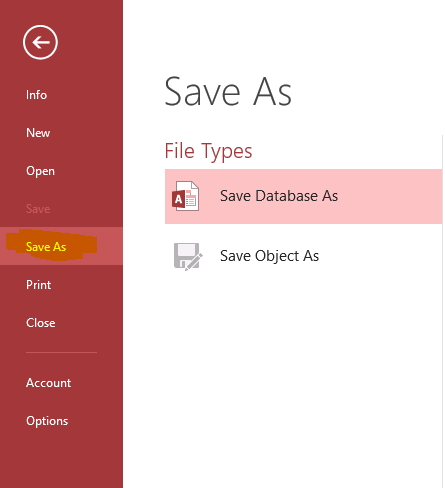 Info
New
Open
Save
Save As
Print
Close
Account
Options
Save As
File Types
A
Save Database As
Save Object As